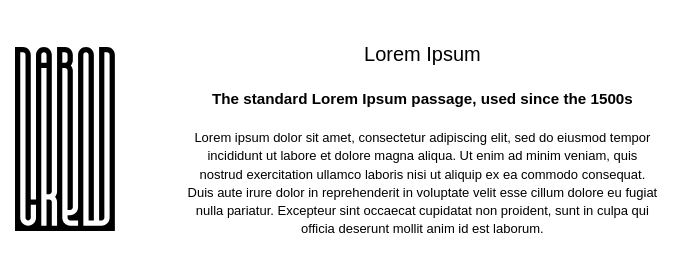 DAROD
CREW
Lorem Ipsum
The standard Lorem Ipsum passage, used since the 1500s
Lorem ipsum dolor sit amet, consectetur adipiscing elit, sed do eiusmod tempor
incididunt ut labore et dolore magna aliqua. Ut enim ad minim veniam, quis
nostrud exercitation ullamco laboris nisi ut aliquip ex ea commodo consequat.
Duis aute irure dolor in reprehenderit in voluptate velit esse cillum dolore eu fugiat
nulla pariatur. Excepteur sint occaecat cupidatat non proident, sunt in culpa qui
officia deserunt mollit anim id est laborum.